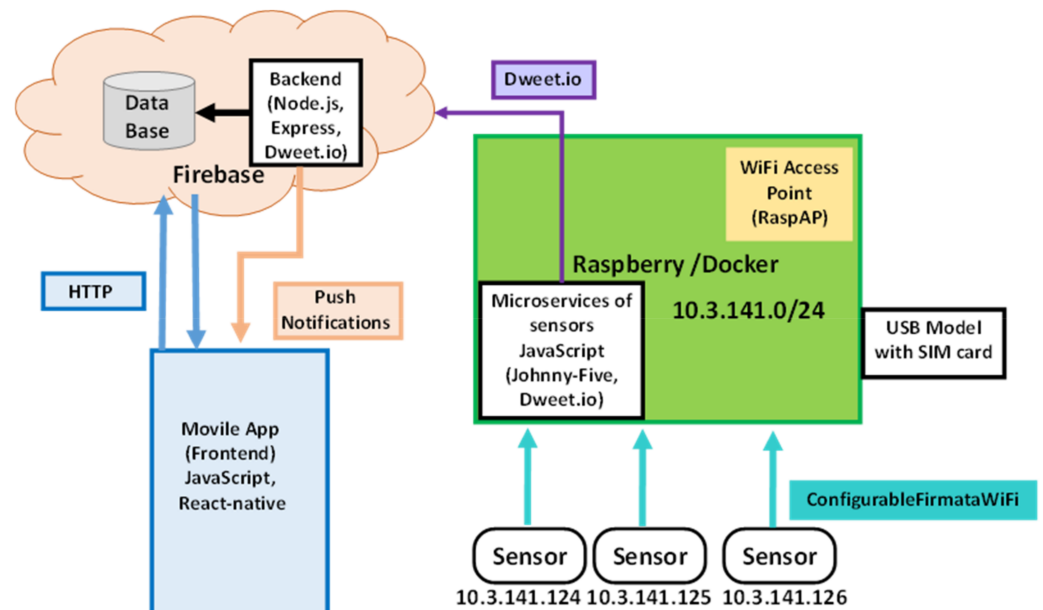 Data
Base
Backend
(Node.js,
Express,
Dweet.io)
Firebase
Dweet.io
HTTP
Push
Notifications
Movile App
(Frontend)
JavaScript,
React-native
WiFi Access
Point
(RaspAP)
Raspberry /Docker
10.3.141.0/24
Microservices of
sensors
JavaScript
(Johnny-Five,
Dweet.io)
USB Model
with SIM card
ConfigurableFirmataWiFi
Sensor
Sensor
Sensor
10.3.141.124
10.3.141.125
10.3.141.126